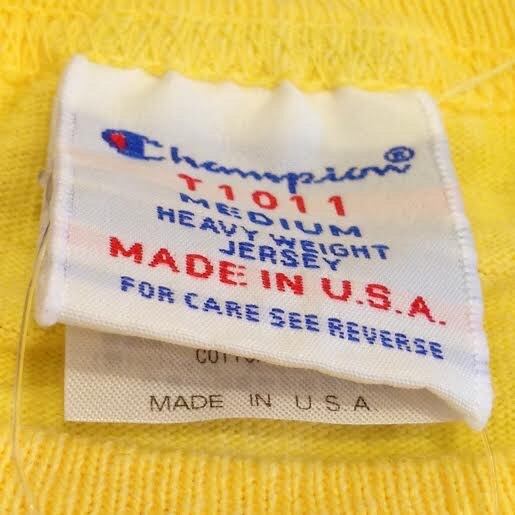 Champion®
T1011
MEDIUM
HEAVY WEIGHT
JERSEY
MADE IN U.S.A.
FOR CARE SEE REVERSE
MADE IN U S A